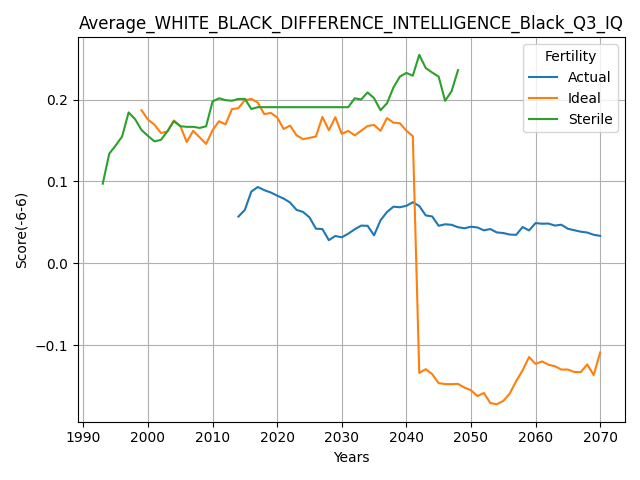 Average_WHITE_BLACK_DIFFERENCE_INTELLIGENCE_Black_Q3_IQ
Fertility
Actual
Ideal
Sterile
Score(-6-6)
0.2
0.1
0.0
−0.1
1990 2000 2010 2020 2030 2040 2050 2060 2070
Years